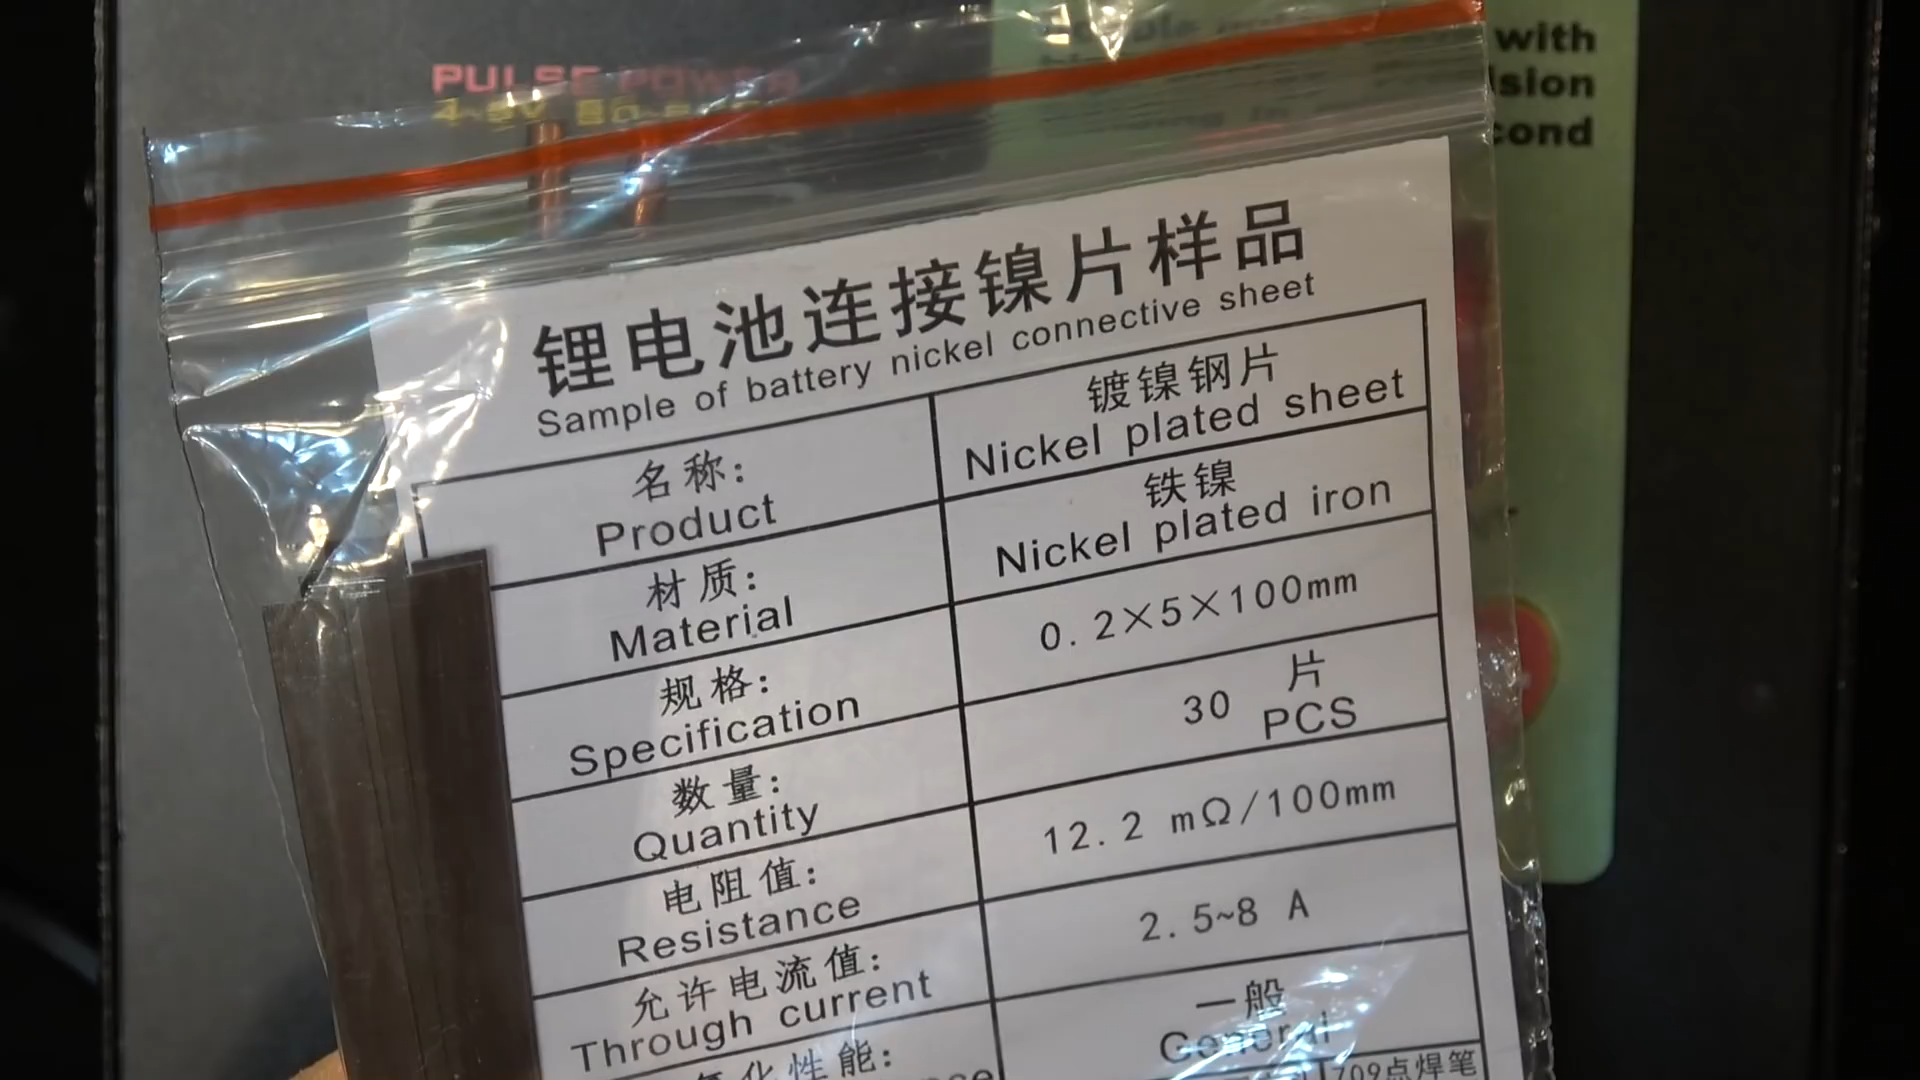 PULSE POWER
with
sion
cond
锂电池连接镍片样品
Sample of battery nickel connective sheet
名称:
Product
镀镍钢片
Nickel plated sheet
材质:
Material
铁镍
Nickel plated iron
规格:
Specification
0.2×5×100mm
数量:
Quantity
30 片
PCS
电阻值:
Resistance
12.2 mΩ/100mm
允许电流值:
Through current
2.5~8 A
化性能:
一般
General
709点焊笔